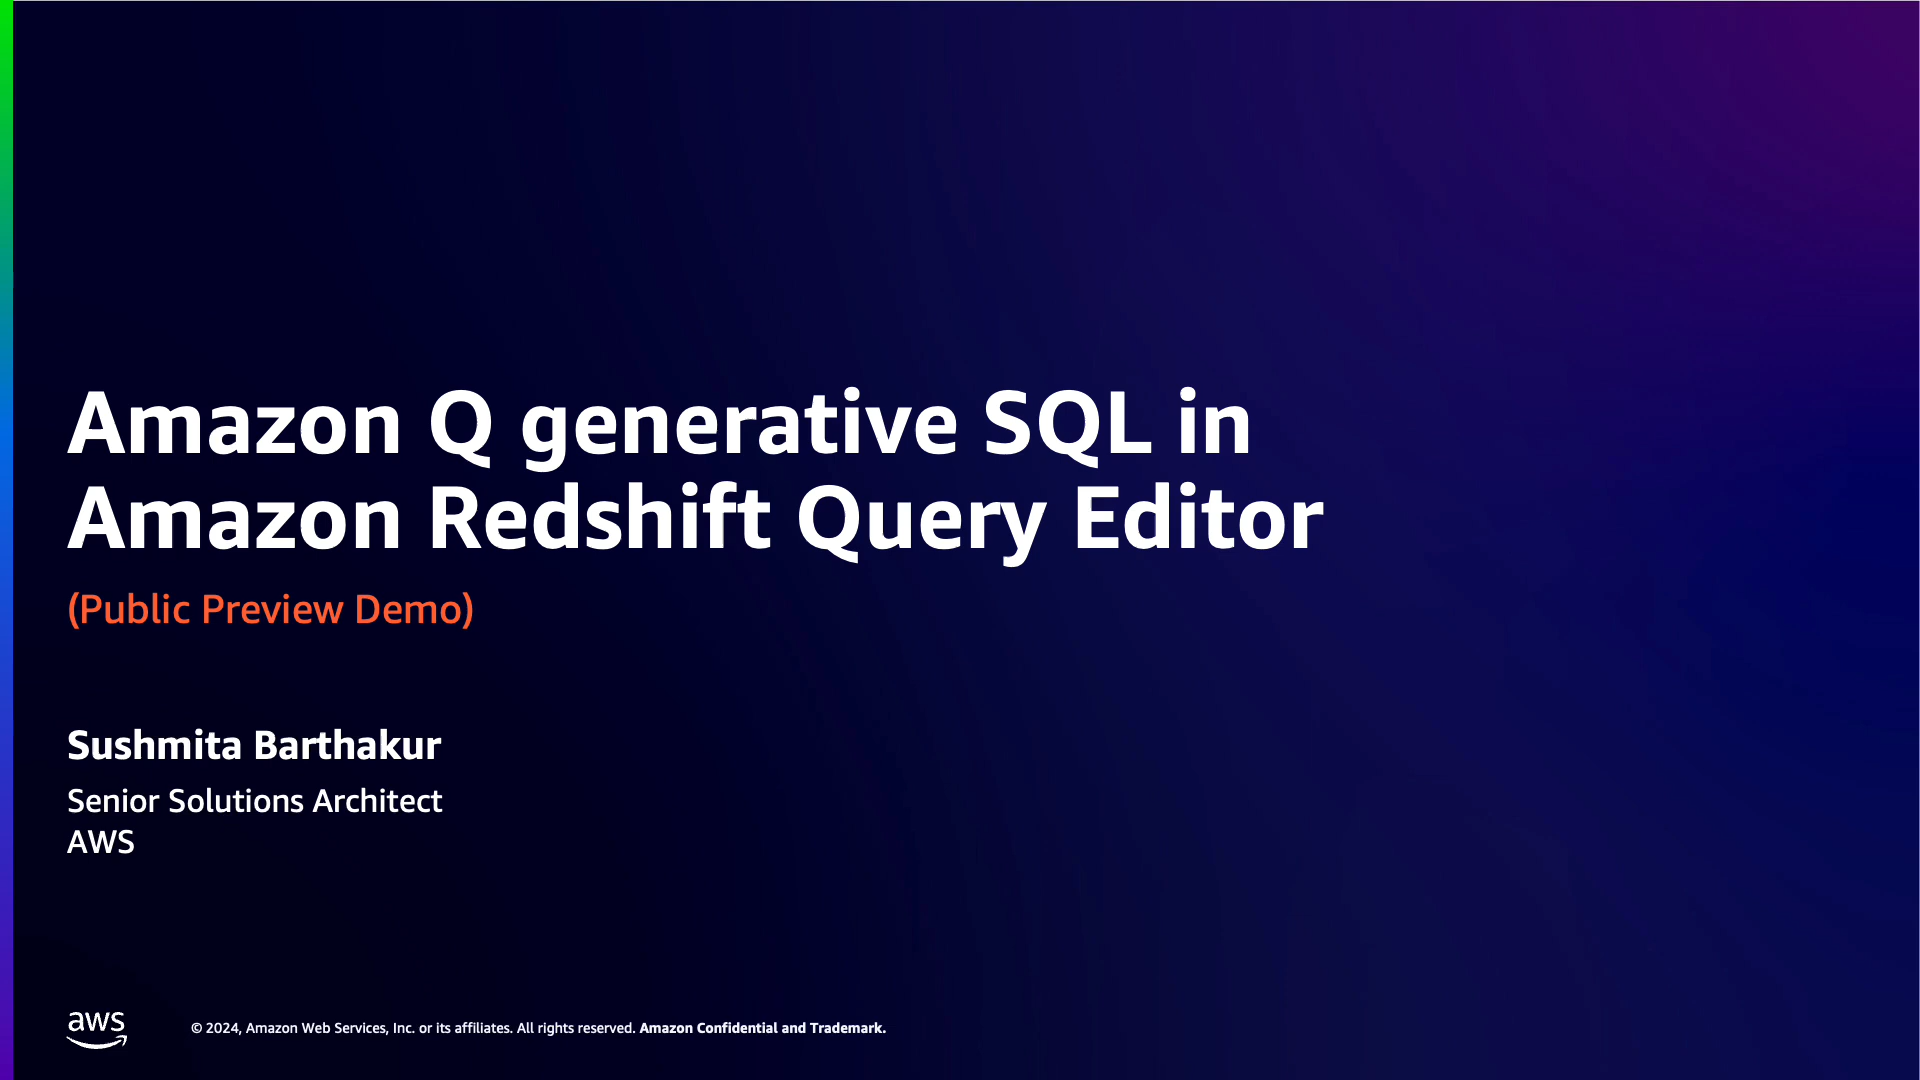 Amazon Q generative SQL in
Amazon Redshift Query Editor
(Public Preview Demo)
Sushmita Barthakur
Senior Solutions Architect
AWS
aws
© 2024, Amazon Web Services, Inc. or its affiliates. All rights reserved. Amazon Confidential and Trademark.